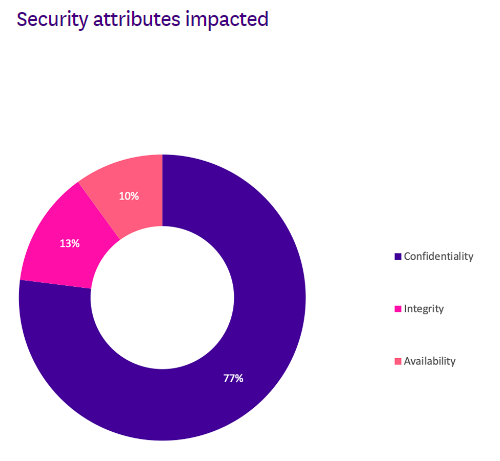 Security attributes impacted
10%
13%
77%
Confidentiality
Integrity
Availability